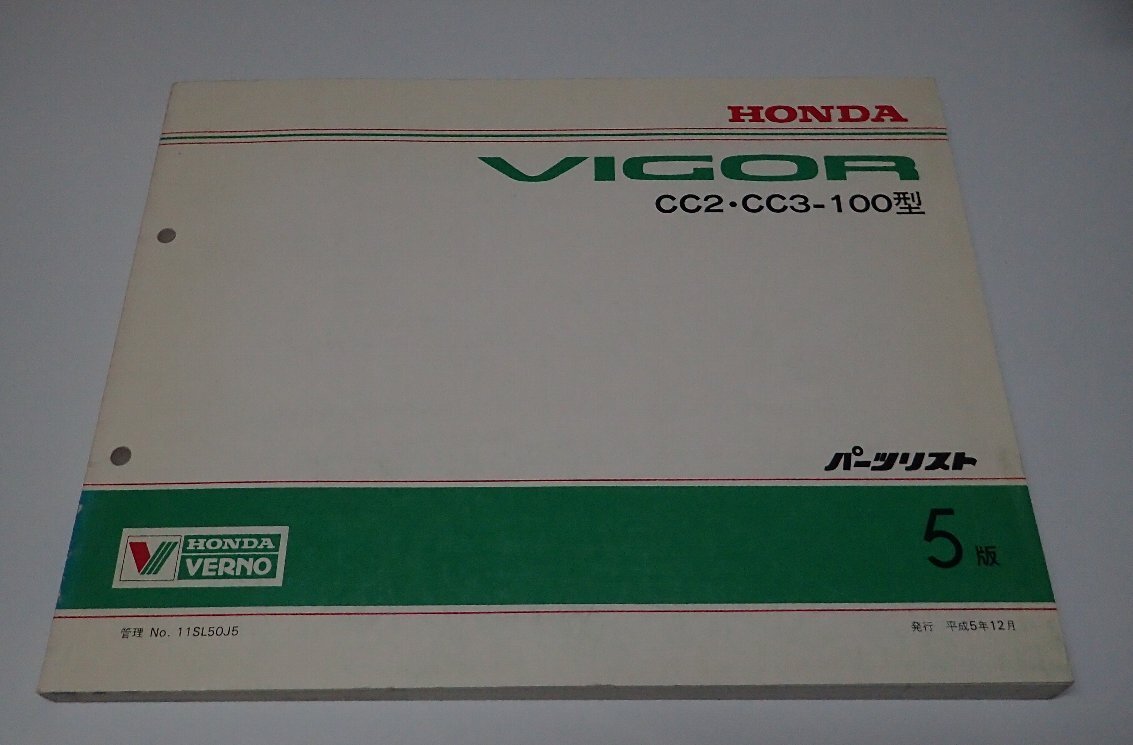 HONDA
VIGOR
CC2・CC3-100型
パーツリスト
5版
HONDA
VERNO
管理 No. 11SL50J5
発行 平成5年12月